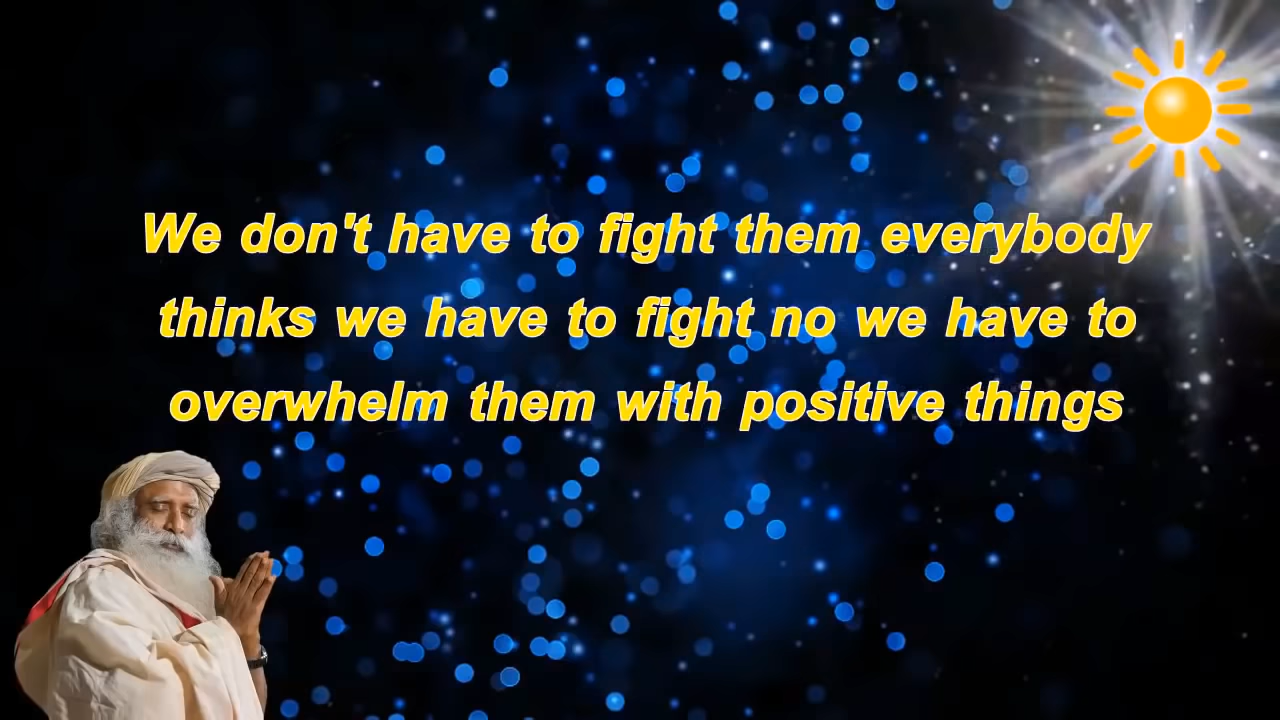 We don't have to fight them everybody
thinks we have to fight no we have to
overwhelm them with positive things